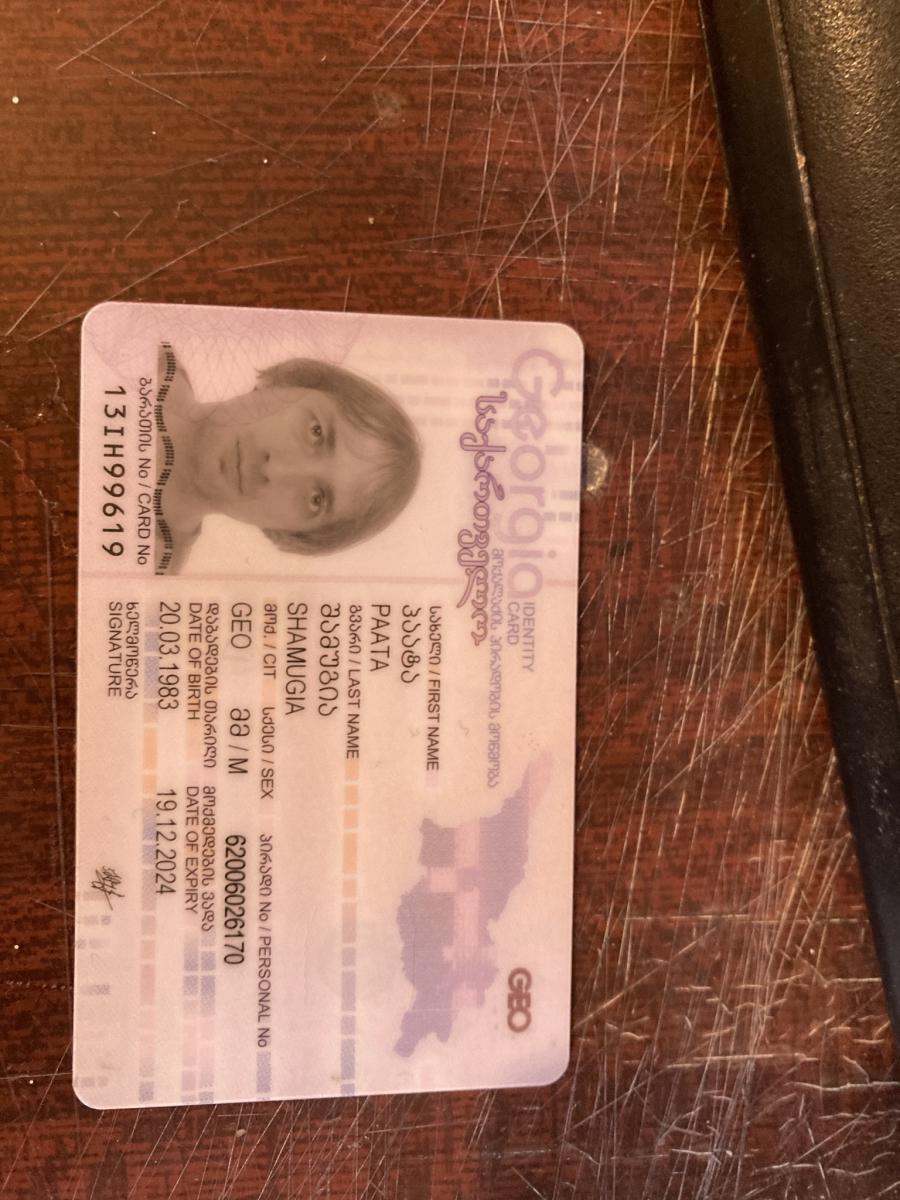 Georgia
IDENTITY
CARD
საქართველო
მოქალაქის პირადობის მოწმობა
GEO
სახელი / FIRST NAME
პაატა
PAATA
გვარი / LAST NAME
შამუგია
SHAMUGIA
მოქ. / CIT სქესი / SEX პირადი No / PERSONAL No
GEO მმ / M 62006026170
დაბადების თარიღი მოქმედების ვადა
DATE OF BIRTH DATE OF EXPIRY
20.03.1983 19.12.2024
ბარათის No / CARD No
13IH99619
ხელმოწერა
SIGNATURE